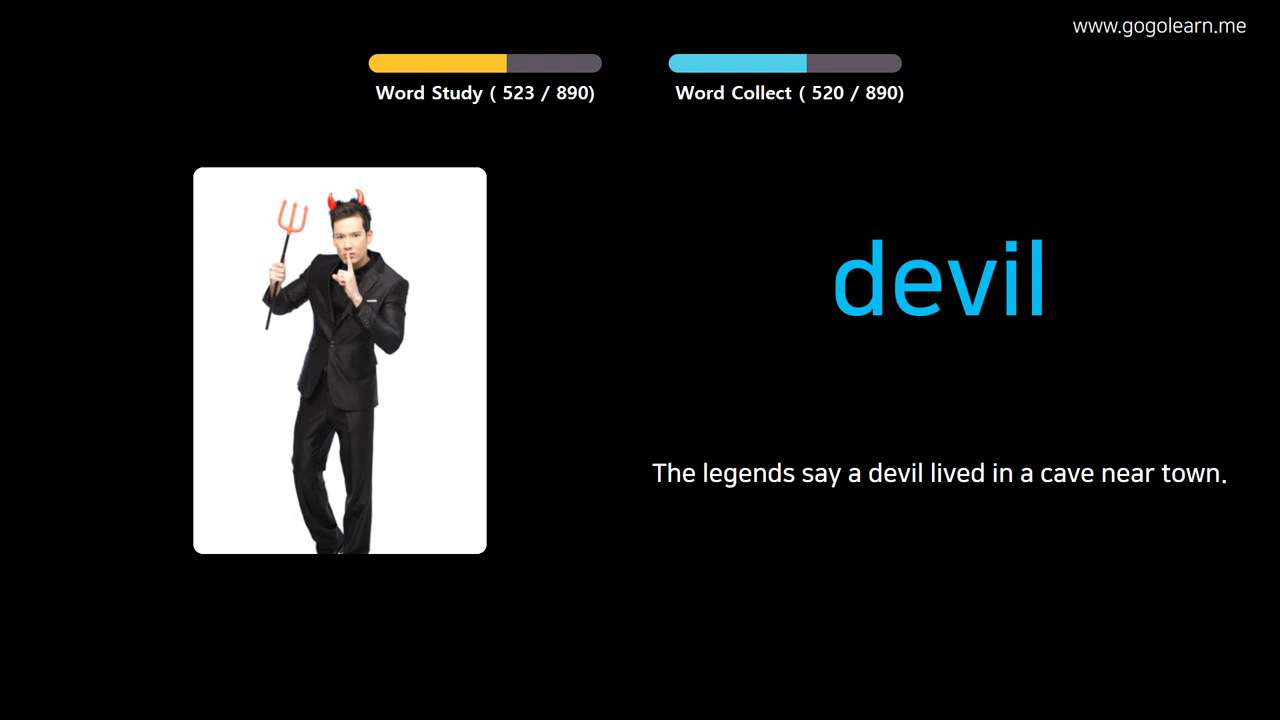 www.gogolearn.me
Word Study ( 523 / 890)
Word Collect ( 520 / 890)
devil
The legends say a devil lived in a cave near town.